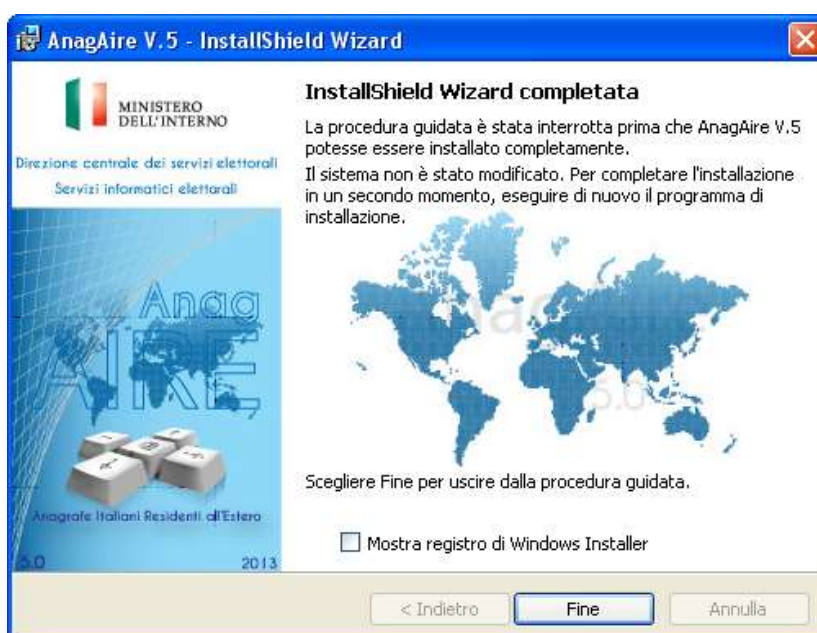 AnagAire V.5 - InstallShield Wizard
MINISTERO
DELL'INTERNO
Direzione centrale dei servizi elettorali
Servizi informatici elettorali
Anag
AIRE
Anagrafe Italiani Residenti all'Estero
5.0 2013
InstallShield Wizard completata
La procedura guidata è stata interrotta prima che AnagAire V.5
potesse essere installato completamente.
Il sistema non è stato modificato. Per completare l'installazione
in un secondo momento, eseguire di nuovo il programma di
installazione.
AnagAire
5.0
Scegliere Fine per uscire dalla procedura guidata.
Mostra registro di Windows Installer
< Indietro Fine Annulla